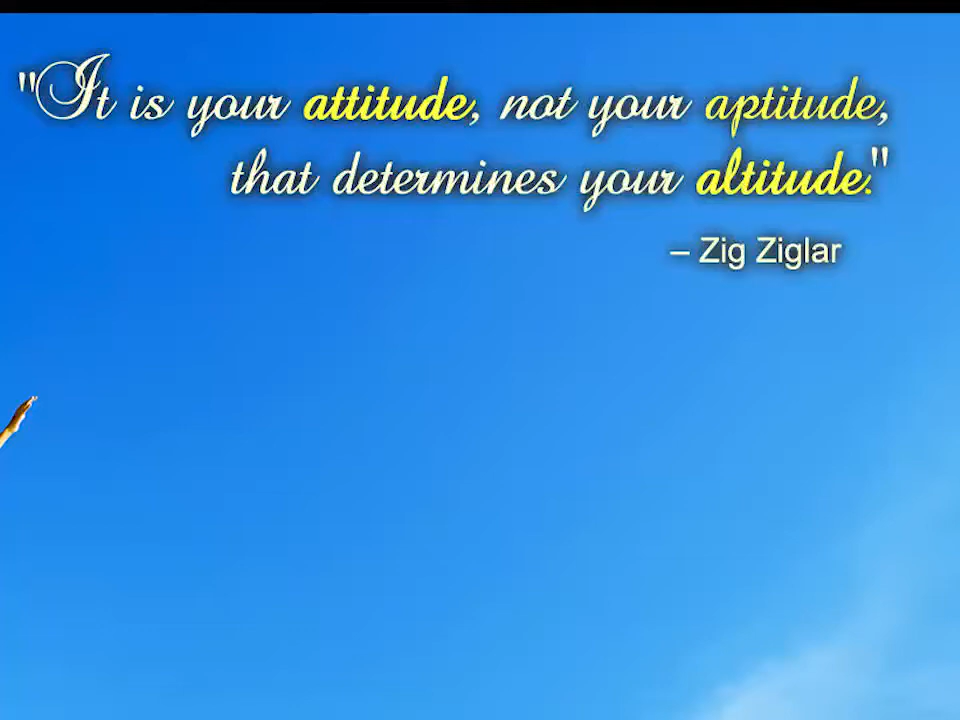 "It is your attitude, not your aptitude,
that determines your altitude."
– Zig Ziglar